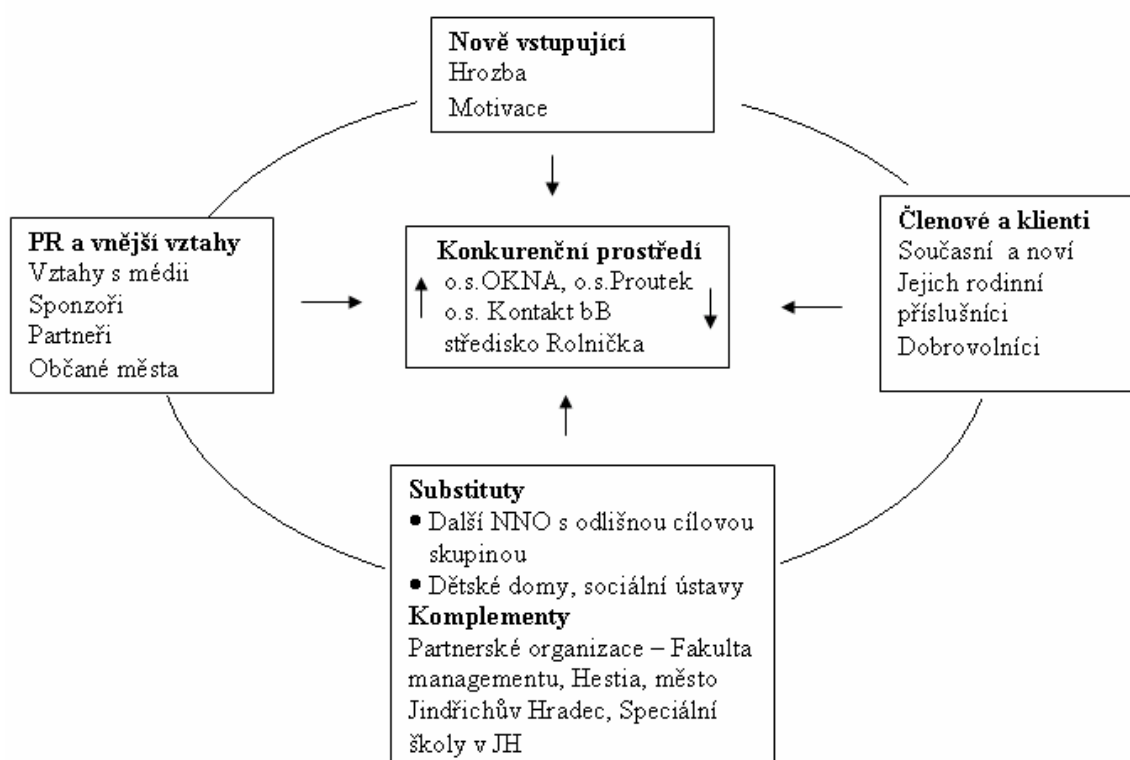 Nově vstupující
Hrozba
Motivace
PR a vnější vztahy
Vztahy s médii
Sponzoři
Partneři
Občané města
Konkurenční prostředí
o.s.OKNA, o.s.Proutek
o.s. Kontakt bB
středisko Rolnička
Členové a klienti
Současní  a noví
Jejich rodinní
příslušníci
Dobrovolníci
Substituty
• Další NNO s odlišnou cílovou
skupinou
• Dětské domy, sociální ústavy
Komplementy
Partnerské organizace – Fakulta
managementu, Hestia, město
Jindřichův Hradec, Speciální
školy v JH